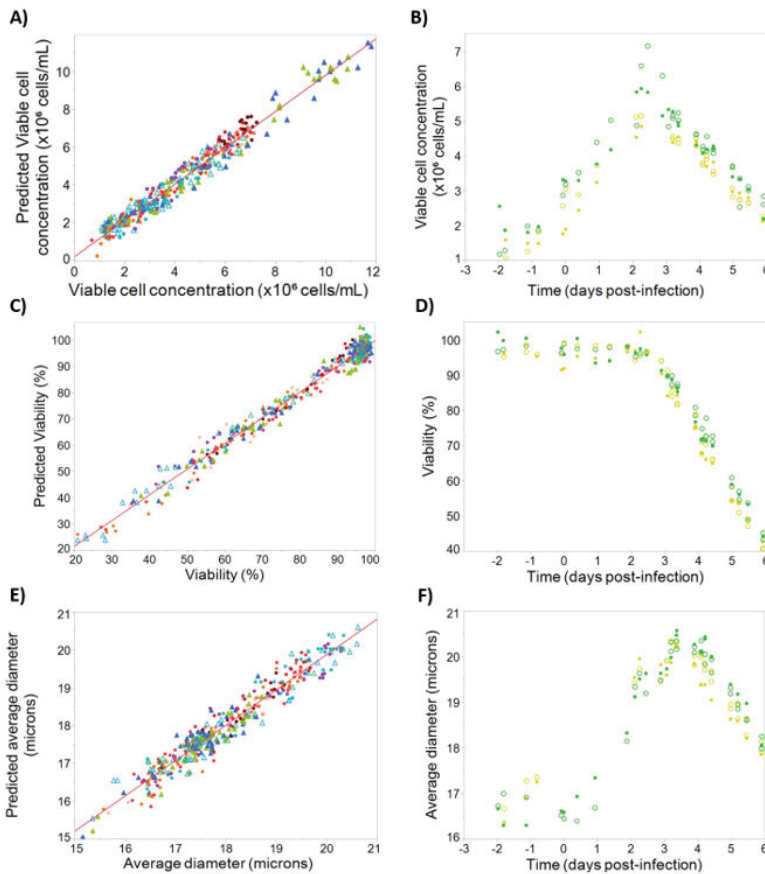 A)
Predicted Viable cell
concentration (x10⁶ cells/mL)
10
8
6
4
2
0
0 2 4 6 8 10 12
Viable cell concentration (x10⁶ cells/mL)
B)
Viable cell concentration
(x10⁶ cells/mL)
7
6
5
4
3
2
1
-3 -2 -1 0 1 2 3 4 5 6
Time (days post-infection)
C)
Predicted Viability (%)
100
90
80
70
60
50
40
30
20
20 30 40 50 60 70 80 90 100
Viability (%)
D)
Viability (%)
100
90
80
70
60
50
40
-2 -1 0 1 2 3 4 5 6
Time (days post-infection)
E)
Predicted average diameter
(microns)
21
20
19
18
17
16
15
15 16 17 18 19 20 21
Average diameter (microns)
F)
Average diameter (microns)
21
20
19
18
17
16
-3 -2 -1 0 1 2 3 4 5 6
Time (days post-infection)